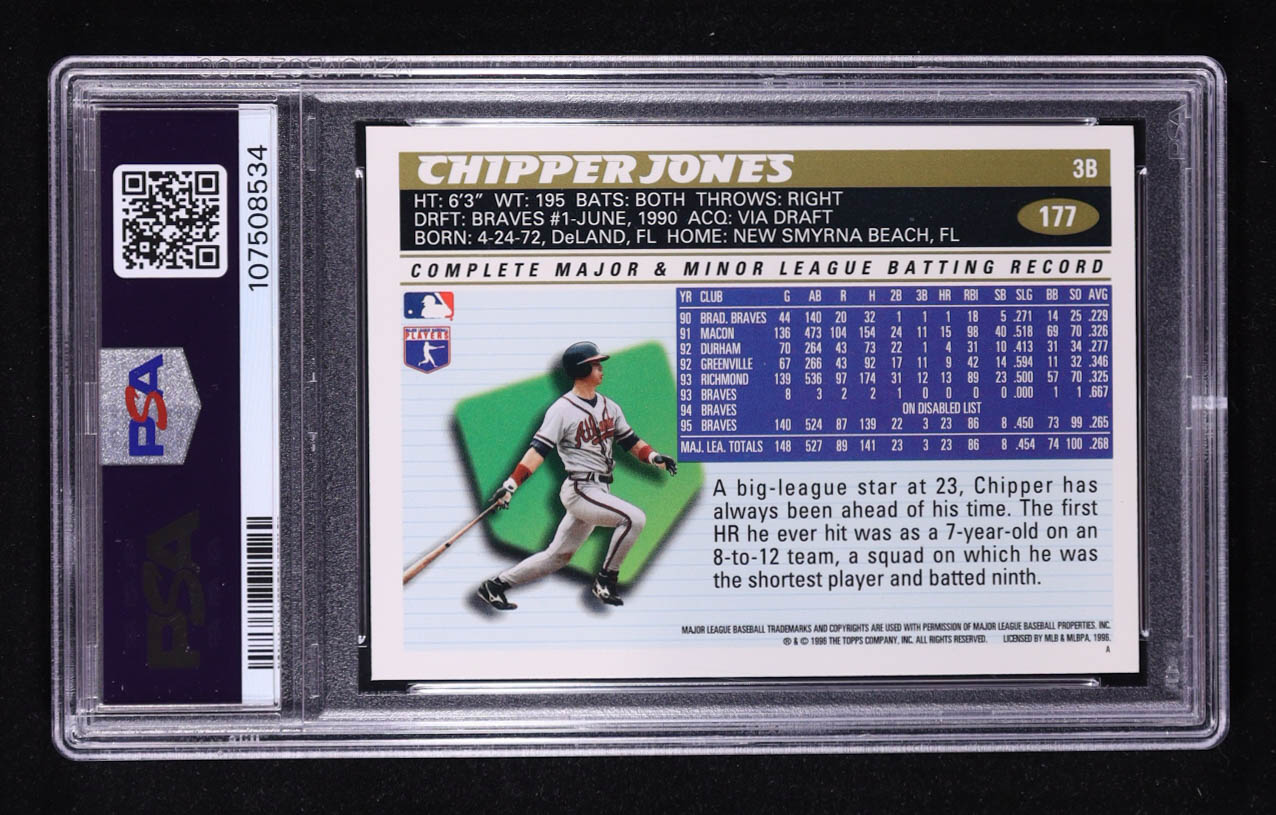 107508534
PSA
PSA
CHIPPER JONES 3B
HT: 6'3" WT: 195 BATS: BOTH THROWS: RIGHT
DRFT: BRAVES #1-JUNE, 1990 ACQ: VIA DRAFT
BORN: 4-24-72, DeLAND, FL HOME: NEW SMYRNA BEACH, FL
177
COMPLETE MAJOR & MINOR LEAGUE BATTING RECORD
PLAYERS
YR CLUB G AB R H 2B 3B HR RBI SB SLG BB SO AVG
90 BRAD. BRAVES 44 140 20 32 1 1 1 18 5 .271 14 25 .229
91 MACON 136 473 104 154 24 11 15 98 40 .518 69 70 .326
92 DURHAM 70 264 43 73 22 1 4 31 10 .413 31 34 .277
92 GREENVILLE 67 266 43 92 17 11 9 42 14 .594 11 32 .346
93 RICHMOND 139 536 97 174 31 12 13 89 23 .500 57 70 .325
93 BRAVES 8 3 2 2 1 0 0 0 0 .000 1 1 .667
94 BRAVES ON DISABLED LIST
95 BRAVES 140 524 87 139 22 3 23 86 8 .450 73 99 .265
MAJ. LEA. TOTALS 148 527 89 141 23 3 23 86 8 .454 74 100 .268
Atlanta
A big-league star at 23, Chipper has
always been ahead of his time. The first
HR he ever hit was as a 7-year-old on an
8-to-12 team, a squad on which he was
the shortest player and batted ninth.
MAJOR LEAGUE BASEBALL TRADEMARKS AND COPYRIGHTS ARE USED WITH PERMISSION OF MAJOR LEAGUE BASEBALL PROPERTIES, INC.
® & © 1996 THE TOPPS COMPANY, INC. ALL RIGHTS RESERVED. LICENSED BY MLB & MLBPA, 1996.
A